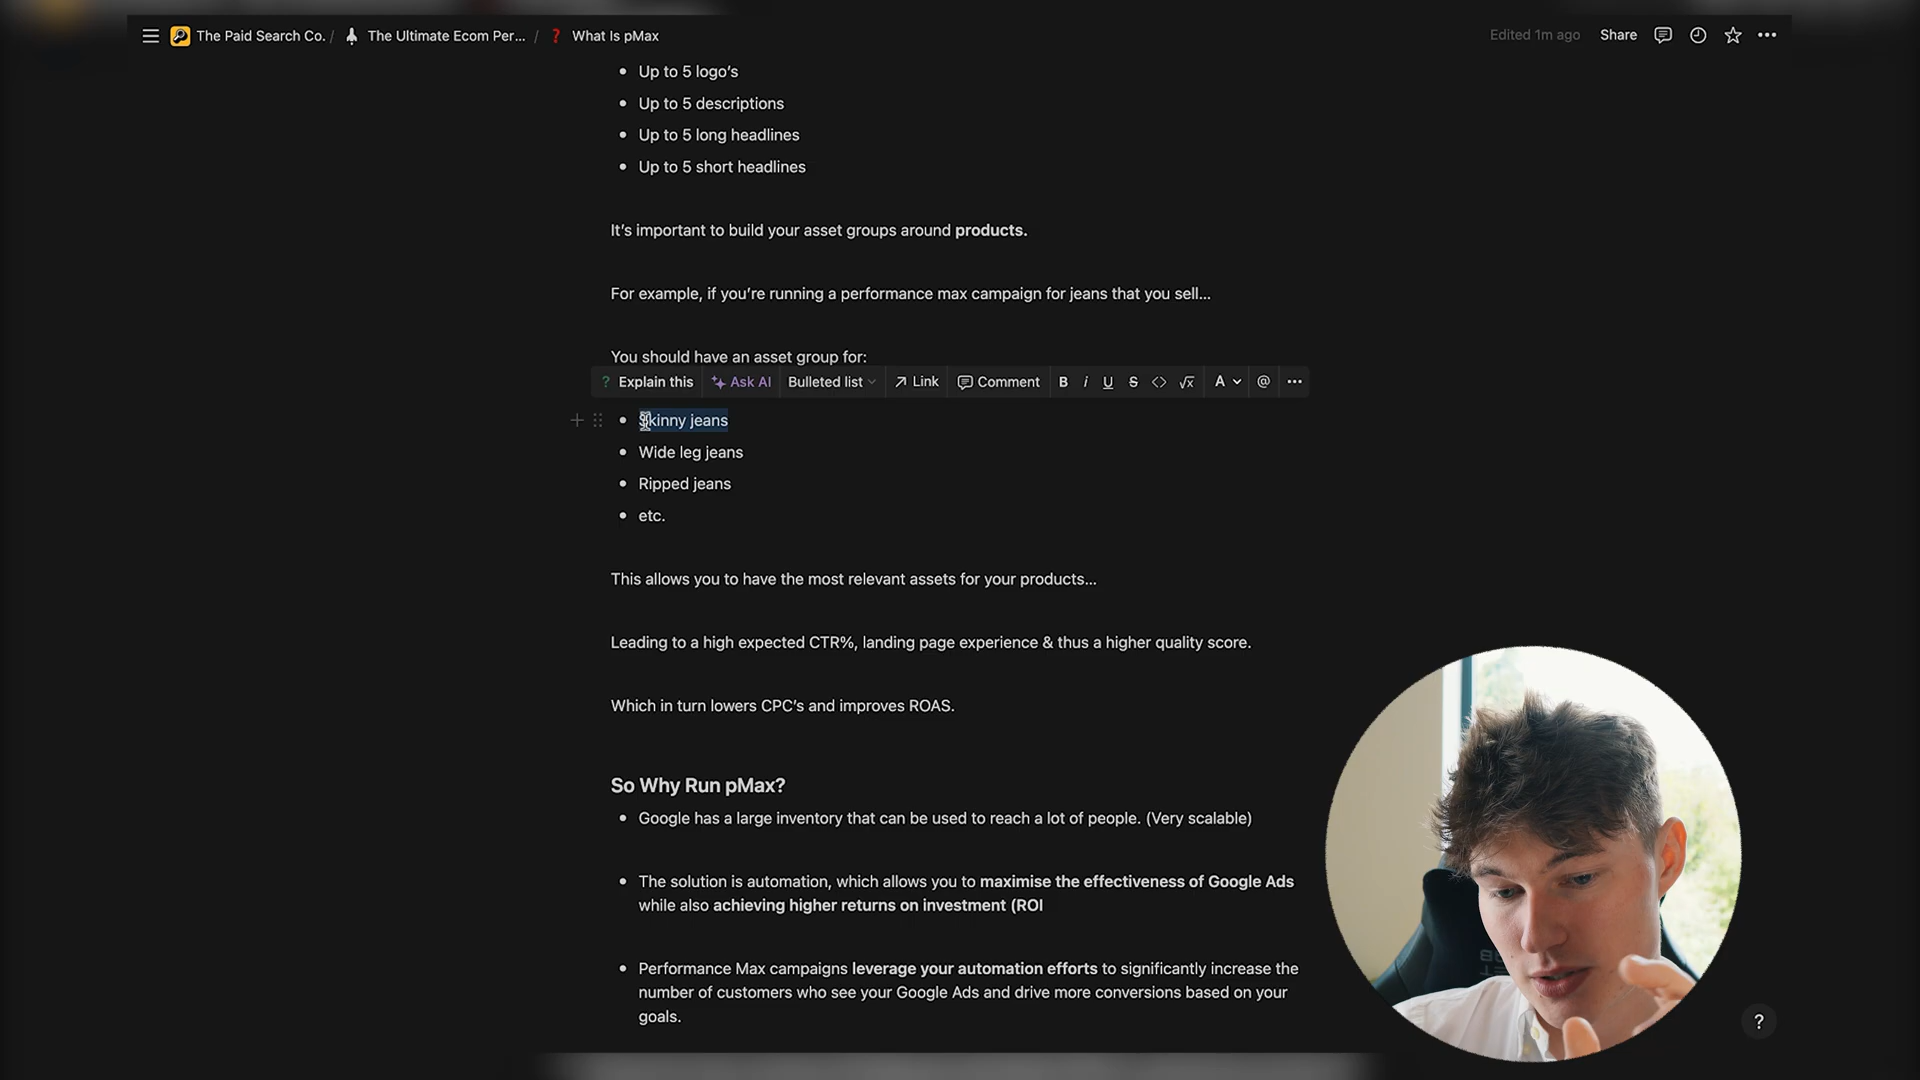 The Paid Search Co. / The Ultimate Ecom Per... / What Is pMax
Edited 1m ago Share
Up to 5 logo's
Up to 5 descriptions
Up to 5 long headlines
Up to 5 short headlines
It's important to build your asset groups around products.
For example, if you're running a performance max campaign for jeans that you sell...
You should have an asset group for:
? Explain this Ask AI Bulleted list Link Comment B i U S <> √x A @ •••
Skinny jeans
Wide leg jeans
Ripped jeans
etc.
This allows you to have the most relevant assets for your products...
Leading to a high expected CTR%, landing page experience & thus a higher quality score.
Which in turn lowers CPC's and improves ROAS.
So Why Run pMax?
Google has a large inventory that can be used to reach a lot of people. (Very scalable)
The solution is automation, which allows you to maximise the effectiveness of Google Ads
while also achieving higher returns on investment (ROI
Performance Max campaigns leverage your automation efforts to significantly increase the
number of customers who see your Google Ads and drive more conversions based on your
goals.
?